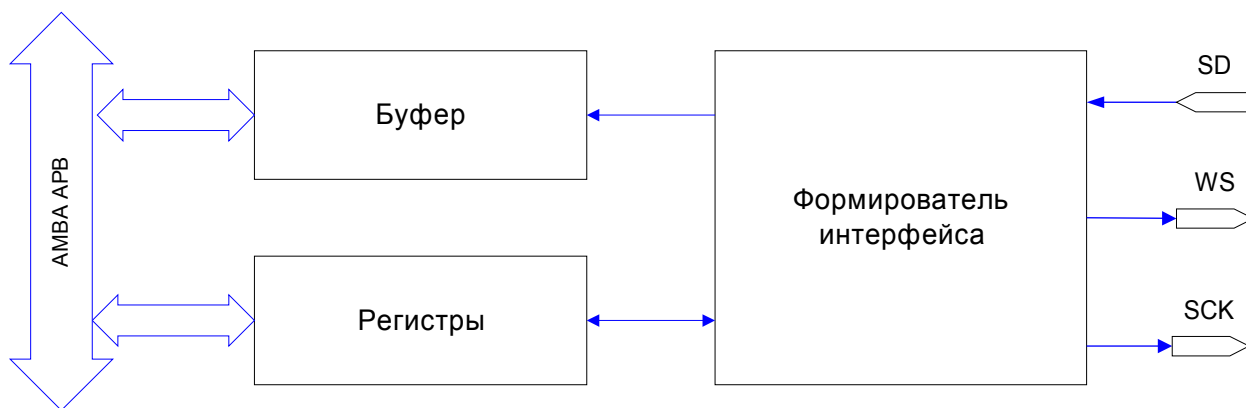 AMBA APB
Буфер
Регистры
Формирователь
интерфейса
SD
WS
SCK